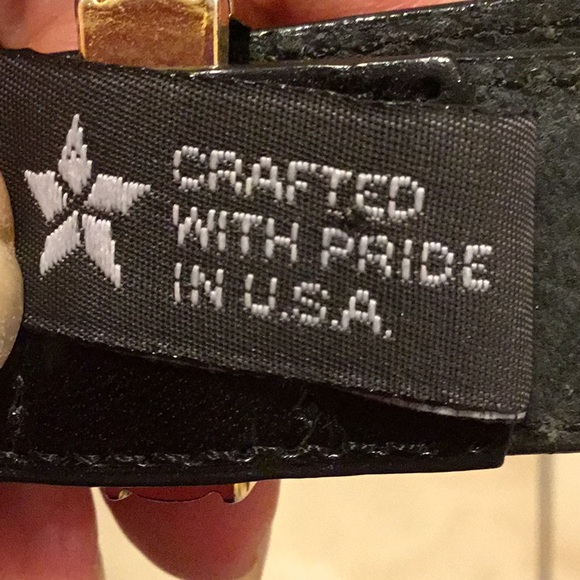 CRAFTED
WITH PRIDE
IN U.S.A.